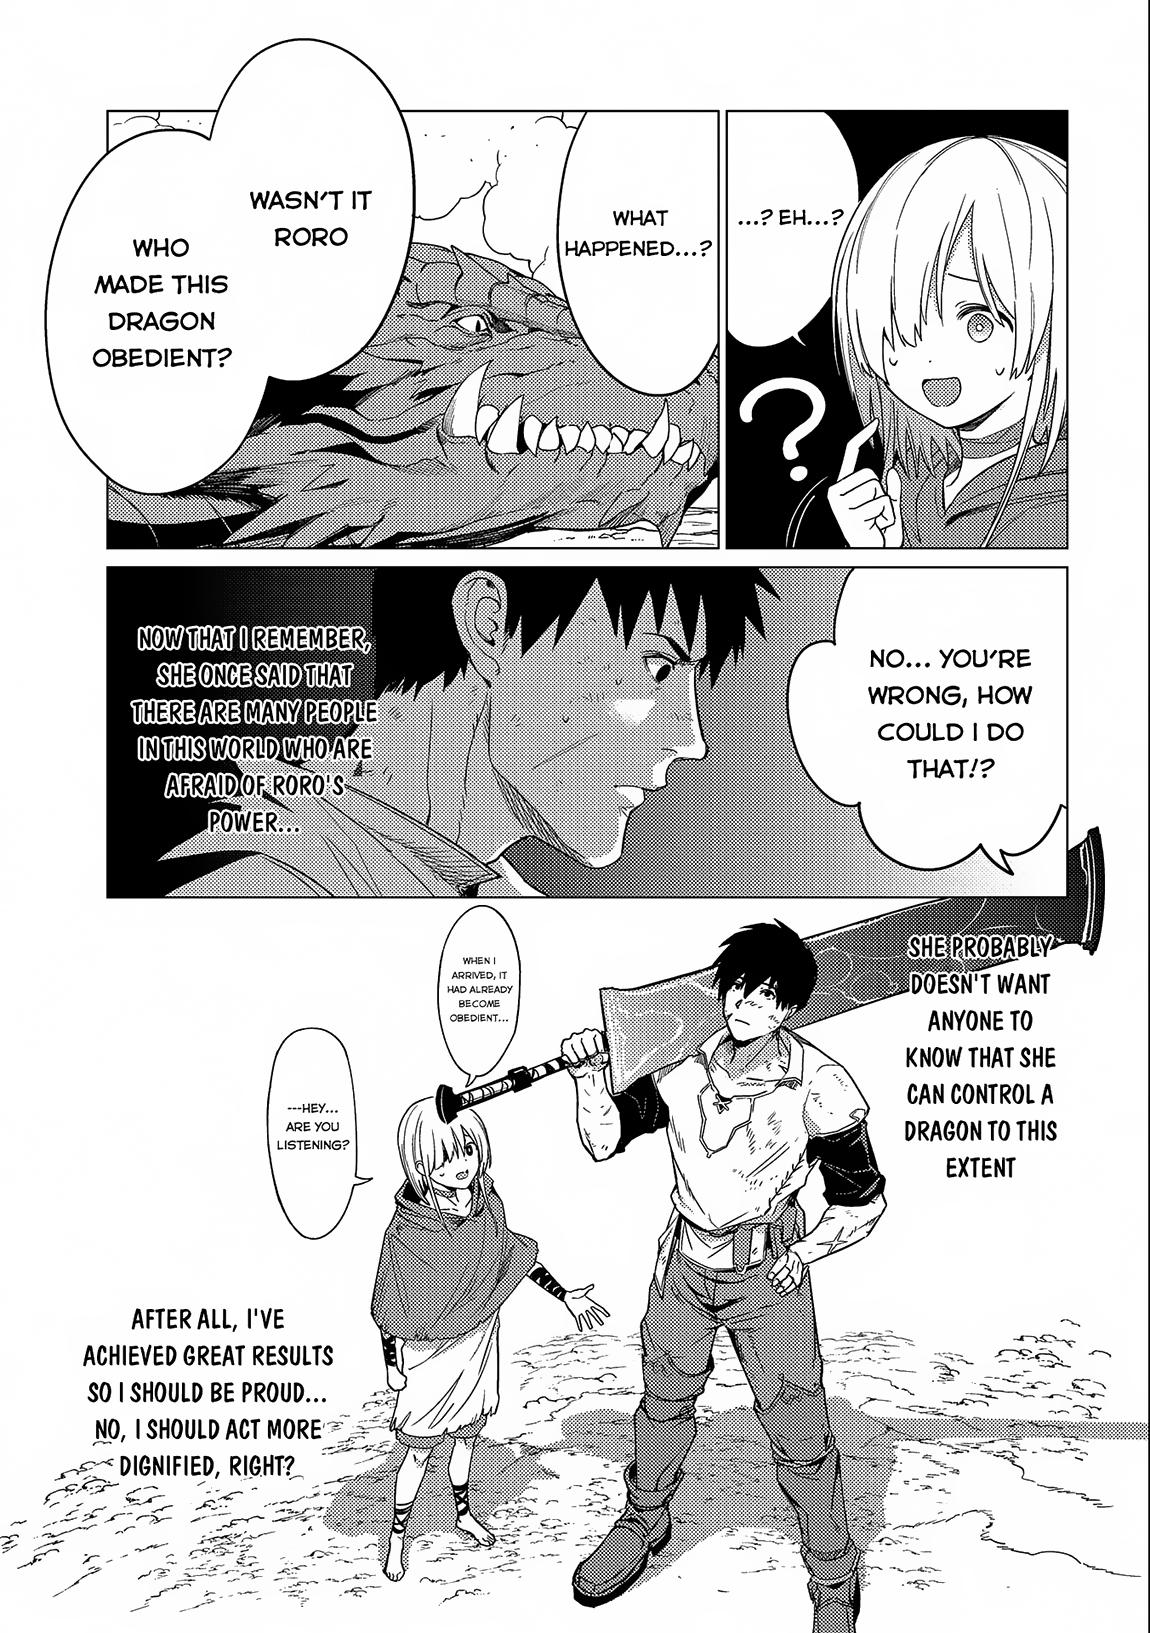 …? EH…?
?
WHAT
HAPPENED…?
WASN'T IT
RORO
WHO
MADE THIS
DRAGON
OBEDIENT?
NO… YOU'RE
WRONG, HOW
COULD I DO
THAT!?
NOW THAT I REMEMBER,
SHE ONCE SAID THAT
THERE ARE MANY PEOPLE
IN THIS WORLD WHO ARE
AFRAID OF RORO'S
POWER...
SHE PROBABLY
DOESN'T WANT
ANYONE TO
KNOW THAT SHE
CAN CONTROL A
DRAGON TO THIS
EXTENT
WHEN I
ARRIVED, IT
HAD ALREADY
BECOME
OBEDIENT…
---HEY…
ARE YOU
LISTENING?
AFTER ALL, I'VE
ACHIEVED GREAT RESULTS
SO I SHOULD BE PROUD...
NO, I SHOULD ACT MORE
DIGNIFIED, RIGHT?